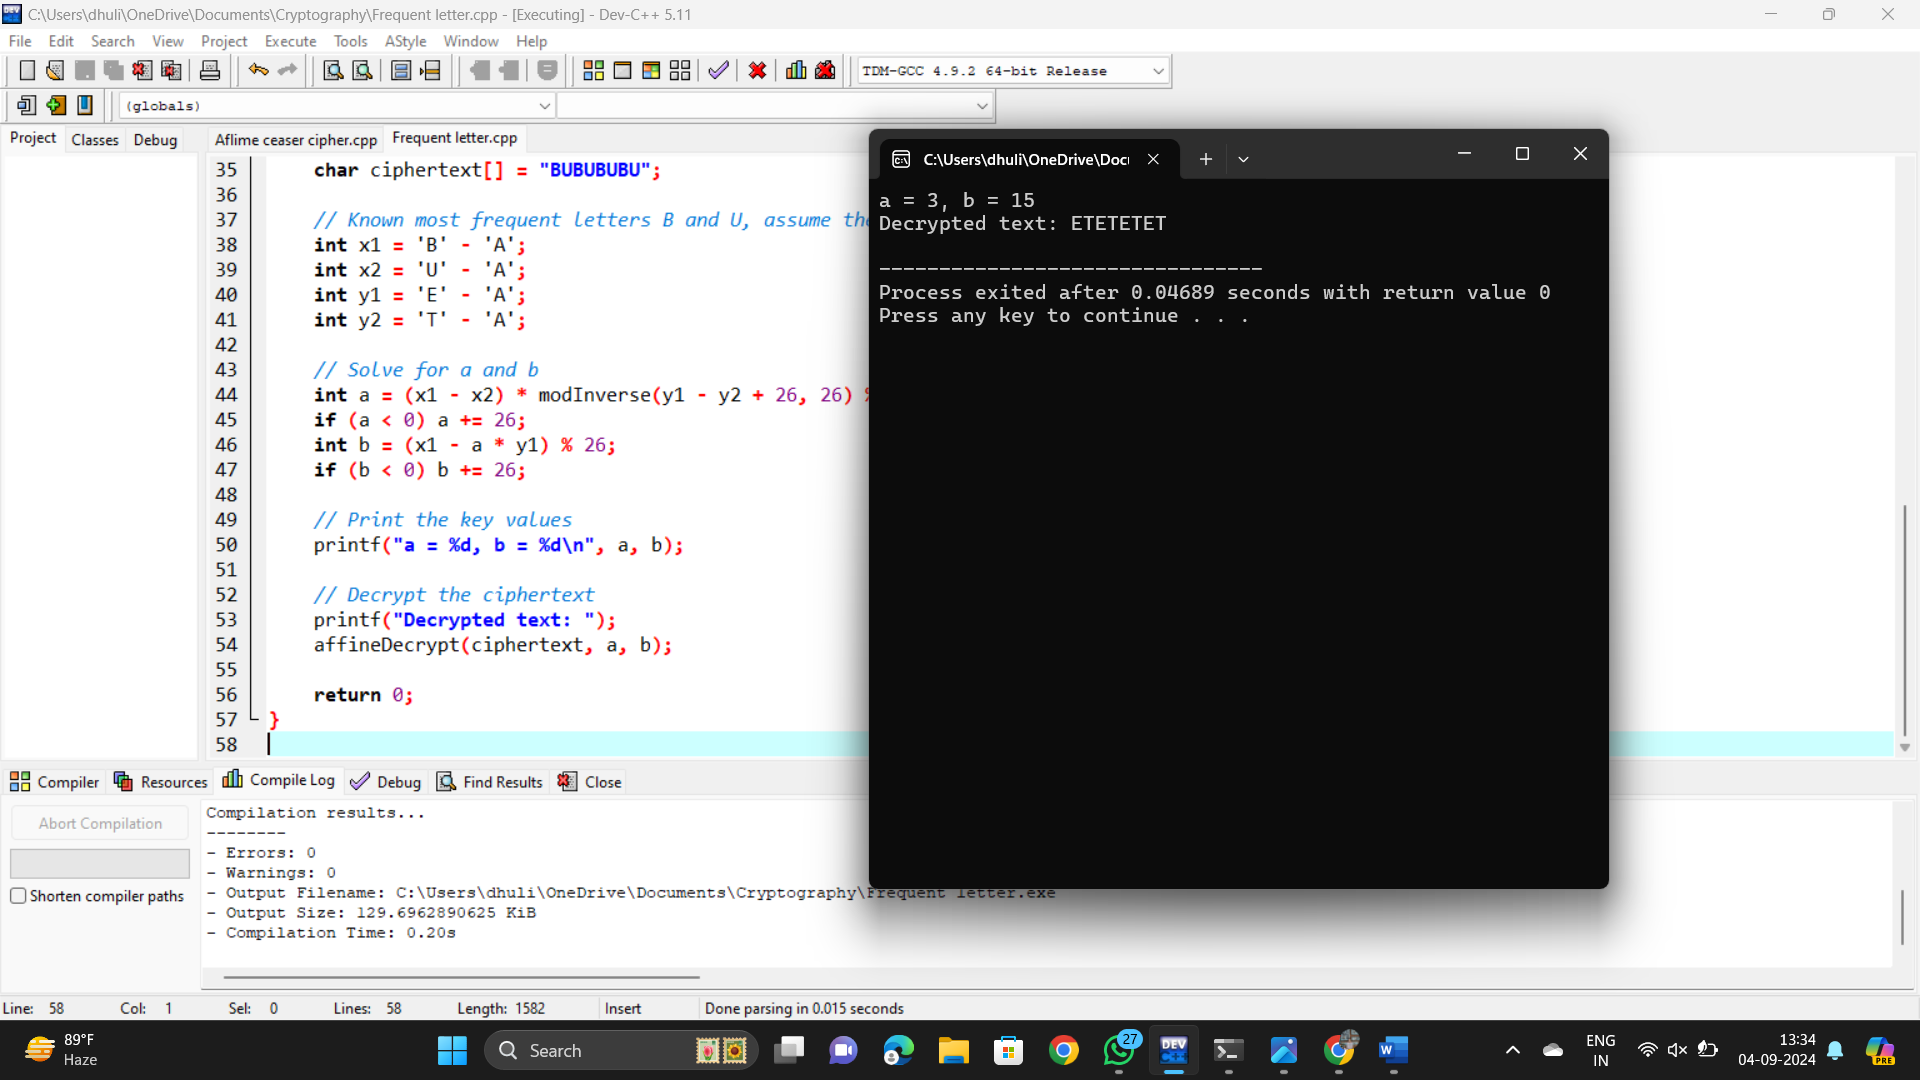 C:\Users\dhuli\OneDrive\Documents\Cryptography\Frequent letter.cpp - [Executing] - Dev-C++ 5.11
File Edit Search View Project Execute Tools AStyle Window Help
TDM-GCC 4.9.2 64-bit Release
(globals)
Project Classes Debug
Aflime ceaser cipher.cpp Frequent letter.cpp
35 char ciphertext[] = "BUBUBUBU";
36
37 // Known most frequent letters B and U, assume
38 int x1 = 'B' - 'A';
39 int x2 = 'U' - 'A';
40 int y1 = 'E' - 'A';
41 int y2 = 'T' - 'A';
42
43 // Solve for a and b
44 int a = (x1 - x2) * modInverse(y1 - y2 + 26, 26)
45 if (a < 0) a += 26;
46 int b = (x1 - a * y1) % 26;
47 if (b < 0) b += 26;
48
49 // Print the key values
50 printf("a = %d, b = %d\n", a, b);
51
52 // Decrypt the ciphertext
53 printf("Decrypted text: ");
54 affineDecrypt(ciphertext, a, b);
55
56 return 0;
57 }
58
C:\Users\dhuli\OneDrive\Doc
a = 3, b = 15
Decrypted text: ETETETET
--------------------------------
Process exited after 0.04689 seconds with return value 0
Press any key to continue . . .
Compiler Resources Compile Log Debug Find Results Close
Abort Compilation
Shorten compiler paths
Compilation results...
--------
- Errors: 0
- Warnings: 0
- Output Filename: C:\Users\dhuli\OneDrive\Documents\Cryptography\Frequent letter.exe
- Output Size: 129.6962890625 KiB
- Compilation Time: 0.20s
Line: 58 Col: 1 Sel: 0 Lines: 58 Length: 1582 Insert Done parsing in 0.015 seconds
89°F
Haze
Search
27
DEV
W
ENG
IN
13:34
04-09-2024
PRE